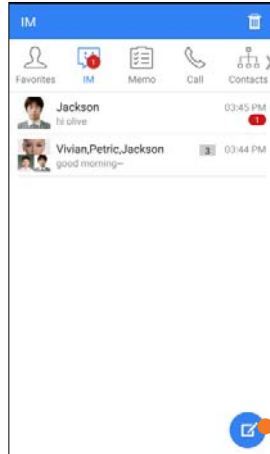 IM
1
Favorites IM Memo Call Contacts
Jackson 03:45 PM
hi olive 1
Vivian,Petric,Jackson 3 03:44 PM
good morning~